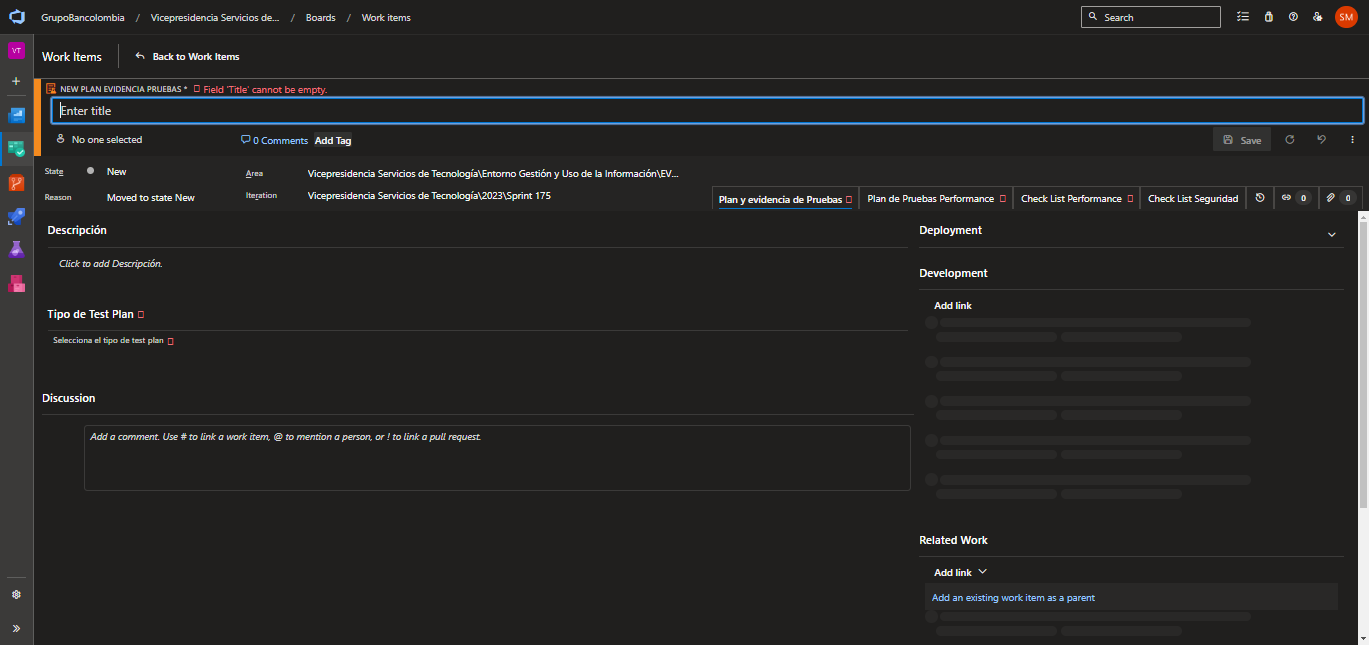 GrupoBancolombia / Vicepresidencia Servicios de... / Boards / Work items
Search
SM
VT
Work Items
Back to Work Items
NEW PLAN EVIDENCIA PRUEBAS * Field 'Title' cannot be empty.
Enter title
No one selected
0 Comments
Add Tag
Save
State
New
Area
Vicepresidencia Servicios de Tecnología\Entorno Gestión y Uso de la Información\EV...
Reason
Moved to state New
Iteration
Vicepresidencia Servicios de Tecnología\2023\Sprint 175
Plan y evidencia de Pruebas
Plan de Pruebas Performance
Check List Performance
Check List Seguridad
0
0
Descripción
Click to add Descripción.
Tipo de Test Plan
Selecciona el tipo de test plan
Discussion
Add a comment. Use # to link a work item, @ to mention a person, or ! to link a pull request.
Deployment
Development
Add link
Related Work
Add link
Add an existing work item as a parent